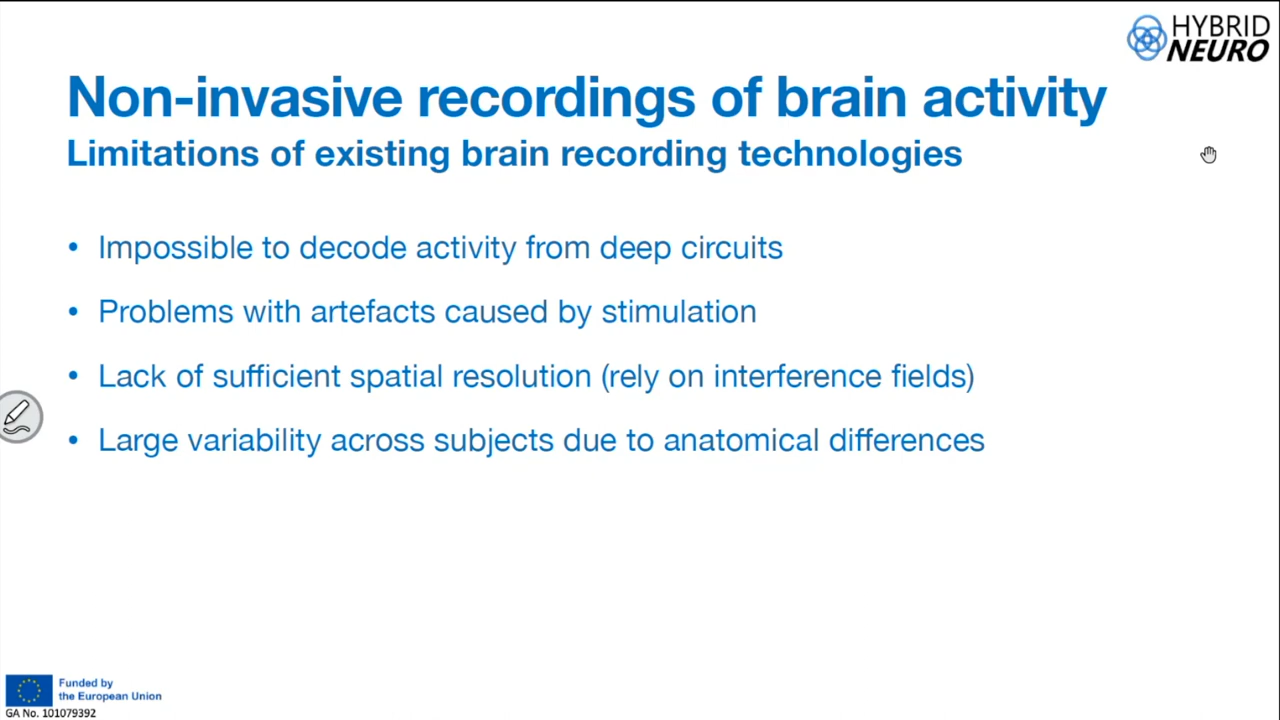 HYBRID
NEURO
Non-invasive recordings of brain activity
Limitations of existing brain recording technologies
• Impossible to decode activity from deep circuits
• Problems with artefacts caused by stimulation
• Lack of sufficient spatial resolution (rely on interference fields)
• Large variability across subjects due to anatomical differences
Funded by
the European Union
GA No. 101079392